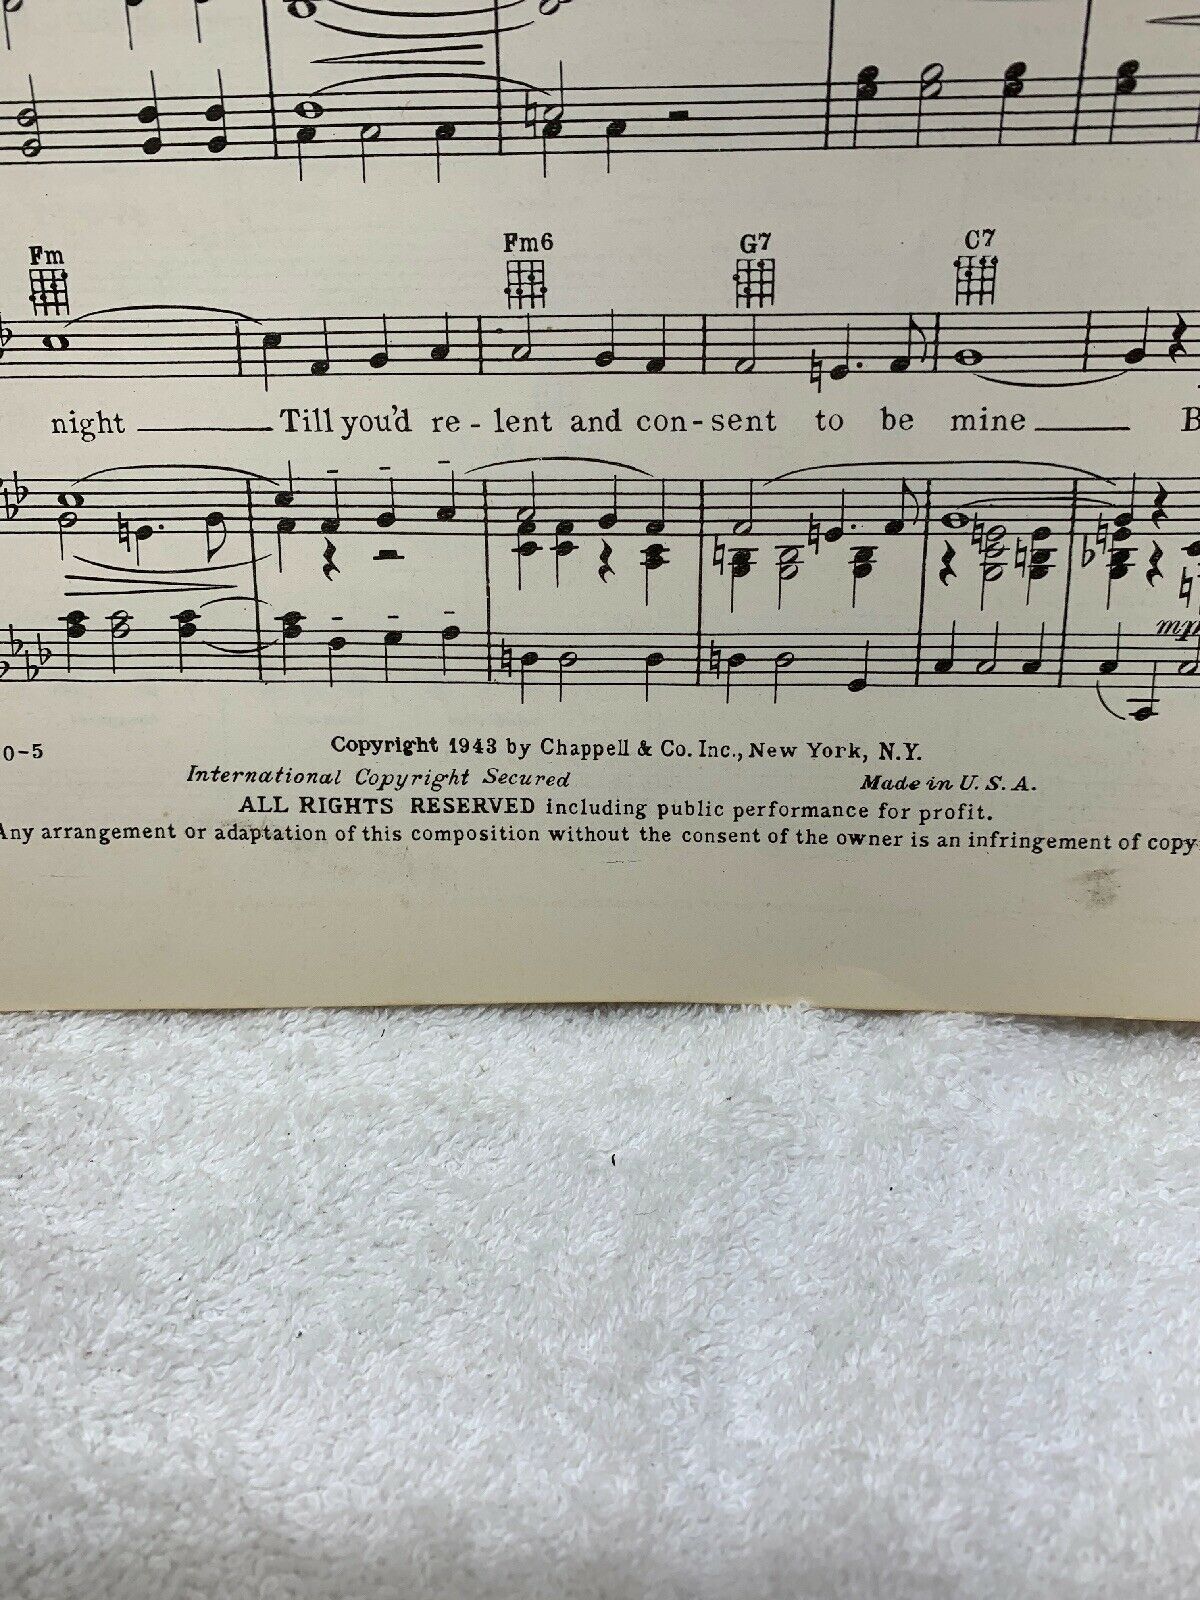 Fm Fm6 G7 C7
night Till you'd re - lent and con - sent to be mine B
0-5
Copyright 1943 by Chappell & Co. Inc., New York, N.Y.
International Copyright Secured Made in U. S. A.
ALL RIGHTS RESERVED including public performance for profit.
Any arrangement or adaptation of this composition without the consent of the owner is an infringement of copy-